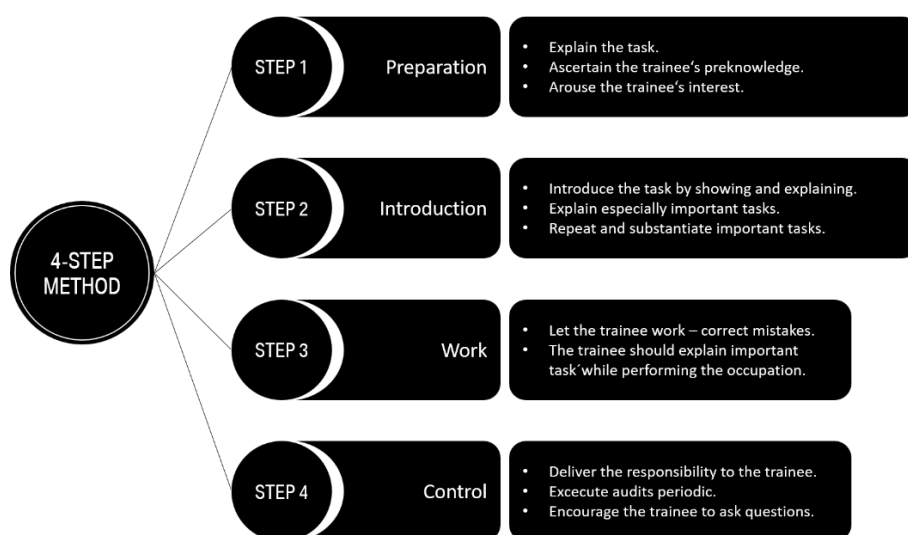 4-STEP
METHOD
STEP 1
Preparation
• Explain the task.
• Ascertain the trainee‘s preknowledge.
• Arouse the trainee‘s interest.
STEP 2
Introduction
• Introduce the task by showing and explaining.
• Explain especially important tasks.
• Repeat and substantiate important tasks.
STEP 3
Work
• Let the trainee work – correct mistakes.
• The trainee should explain important
task´while performing the occupation.
STEP 4
Control
• Deliver the responsibility to the trainee.
• Excecute audits periodic.
• Encourage the trainee to ask questions.